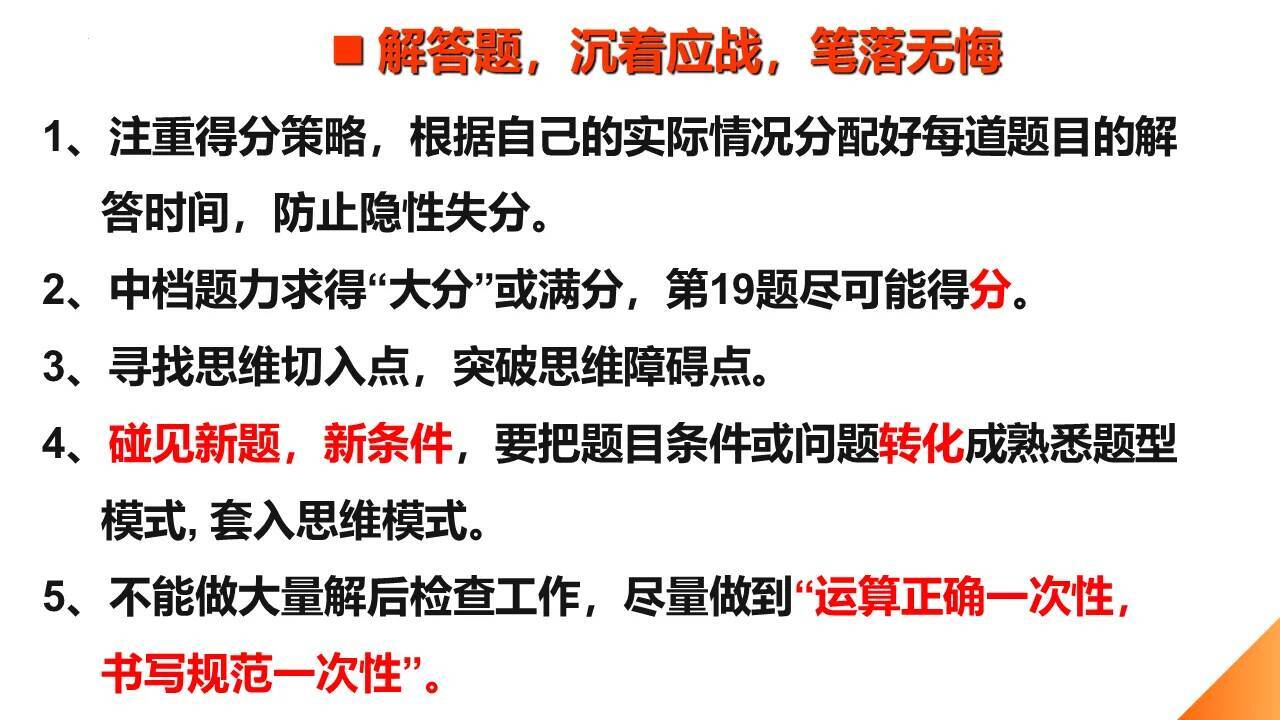 ■ 解答题，沉着应战，笔落无悔
1、注重得分策略，根据自己的实际情况分配好每道题目的解
答时间，防止隐性失分。
2、中档题力求得“大分”或满分，第19题尽可能得分。
3、寻找思维切入点，突破思维障碍点。
4、碰见新题，新条件，要把题目条件或问题转化成熟悉题型
模式, 套入思维模式。
5、不能做大量解后检查工作，尽量做到“运算正确一次性，
书写规范一次性”。